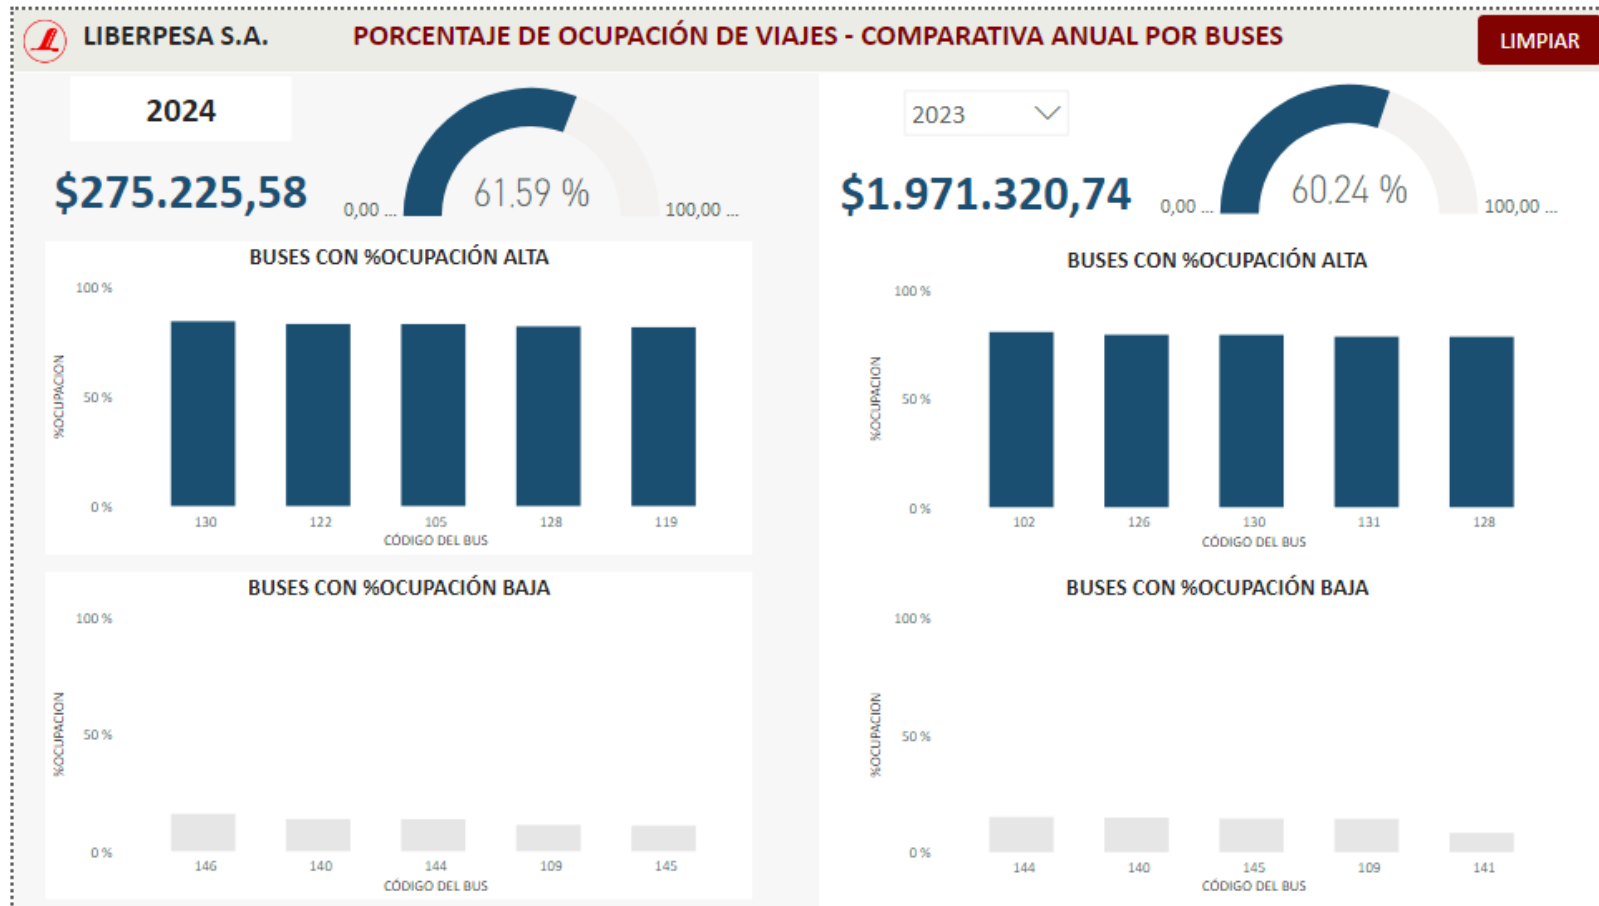 LIBERPESA S.A.
PORCENTAJE DE OCUPACIÓN DE VIAJES - COMPARATIVA ANUAL POR BUSES
LIMPIAR
2024
$275.225,58
61.59 %
0,00 ...
100,00 ...
BUSES CON %OCUPACIÓN ALTA
100 %
50 %
0 %
%OCUPACION
130 122 105 128 119
CÓDIGO DEL BUS
BUSES CON %OCUPACIÓN BAJA
100 %
50 %
0 %
%OCUPACION
146 140 144 109 145
CÓDIGO DEL BUS
2023
$1.971.320,74
60.24 %
0,00 ...
100,00 ...
BUSES CON %OCUPACIÓN ALTA
100 %
50 %
0 %
%OCUPACION
102 126 130 131 128
CÓDIGO DEL BUS
BUSES CON %OCUPACIÓN BAJA
100 %
50 %
0 %
%OCUPACION
144 140 145 109 141
CÓDIGO DEL BUS